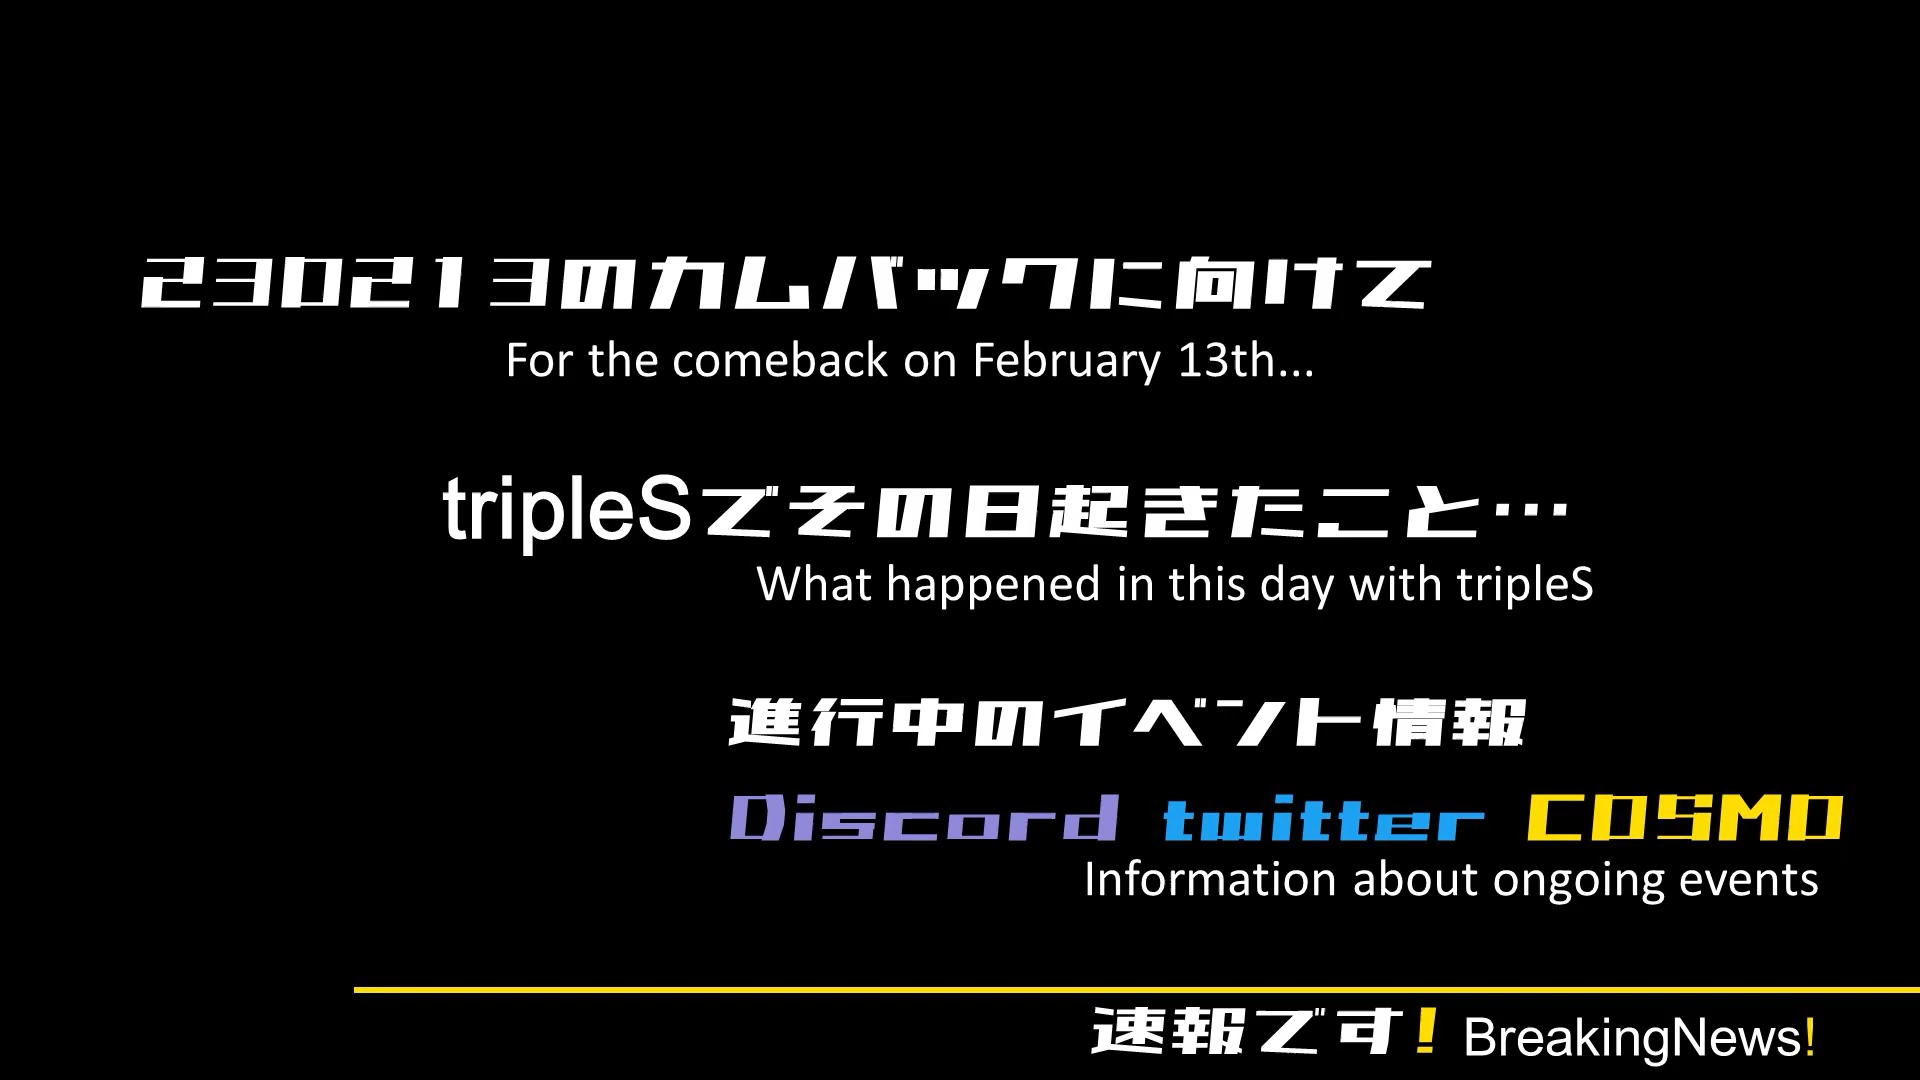 230213のカムバックに向けて
For the comeback on February 13th...
tripleSでその日起きたこと…
What happened in this day with tripleS
進行中のイベント情報
Discord twitter COSMO
Information about ongoing events
速報です! BreakingNews!